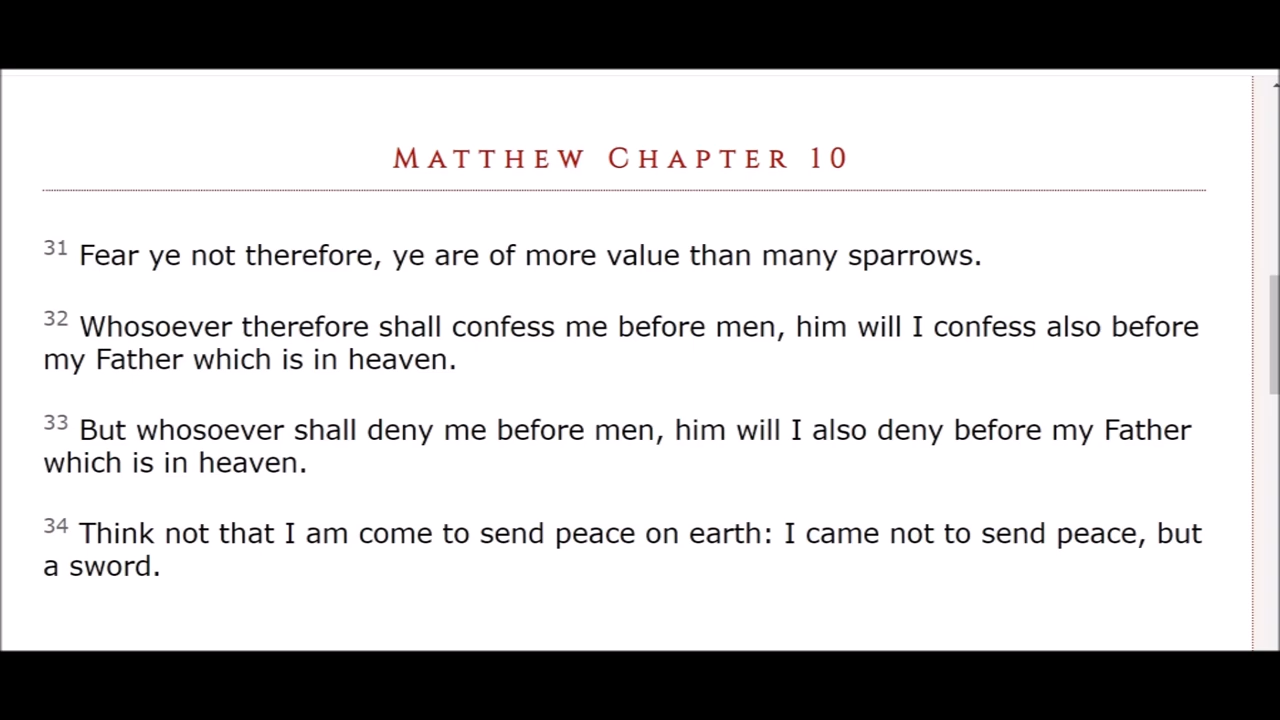 Matthew Chapter 10
31 Fear ye not therefore, ye are of more value than many sparrows.
32 Whosoever therefore shall confess me before men, him will I confess also before
my Father which is in heaven.
33 But whosoever shall deny me before men, him will I also deny before my Father
which is in heaven.
34 Think not that I am come to send peace on earth: I came not to send peace, but
a sword.